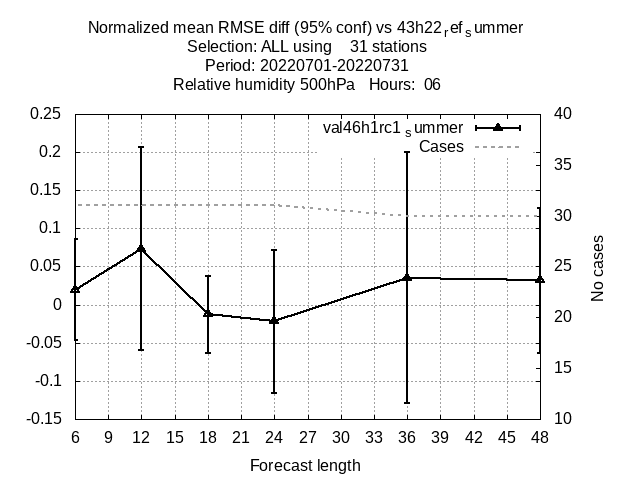 Normalized mean RMSE diff (95% conf) vs 43h22refsummer
Selection: ALL using 31 stations
Period: 20220701-20220731
Relative humidity 500hPa Hours: 06
0.25
0.2
0.15
0.1
0.05
0
-0.05
-0.1
-0.15
val46h1rc1summer
Cases
40
35
30
25
20
15
10
No cases
6 9 12 15 18 21 24 27 30 33 36 39 42 45 48
Forecast length